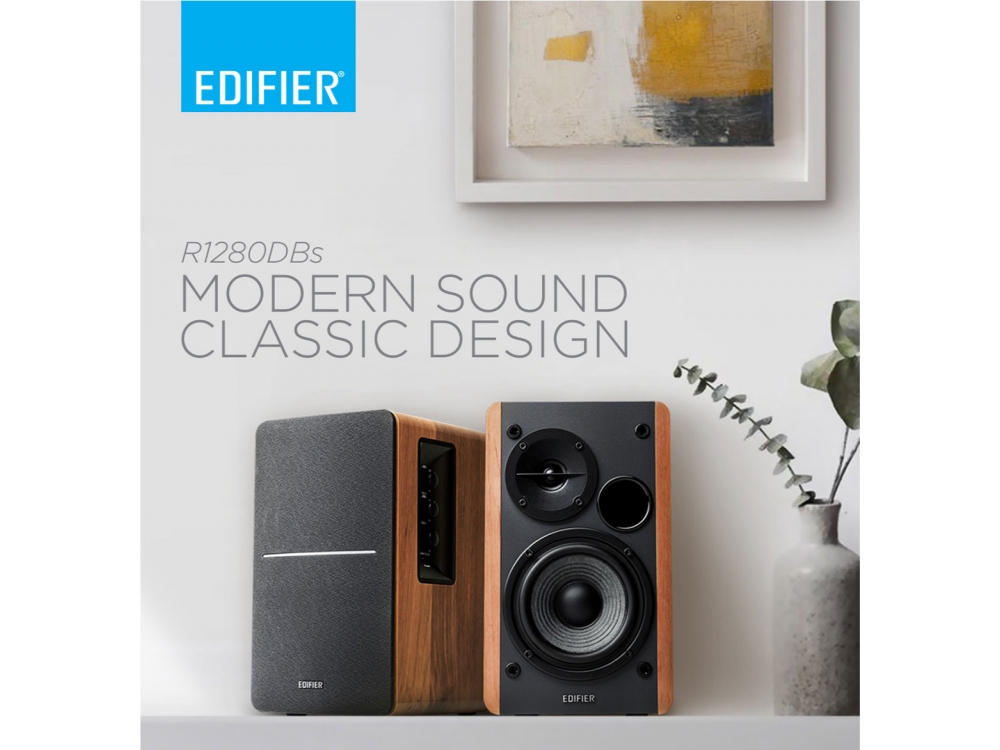 EDIFIER®
R1280DBs
MODERN SOUND
CLASSIC DESIGN
EDIFIER
EDIFIER